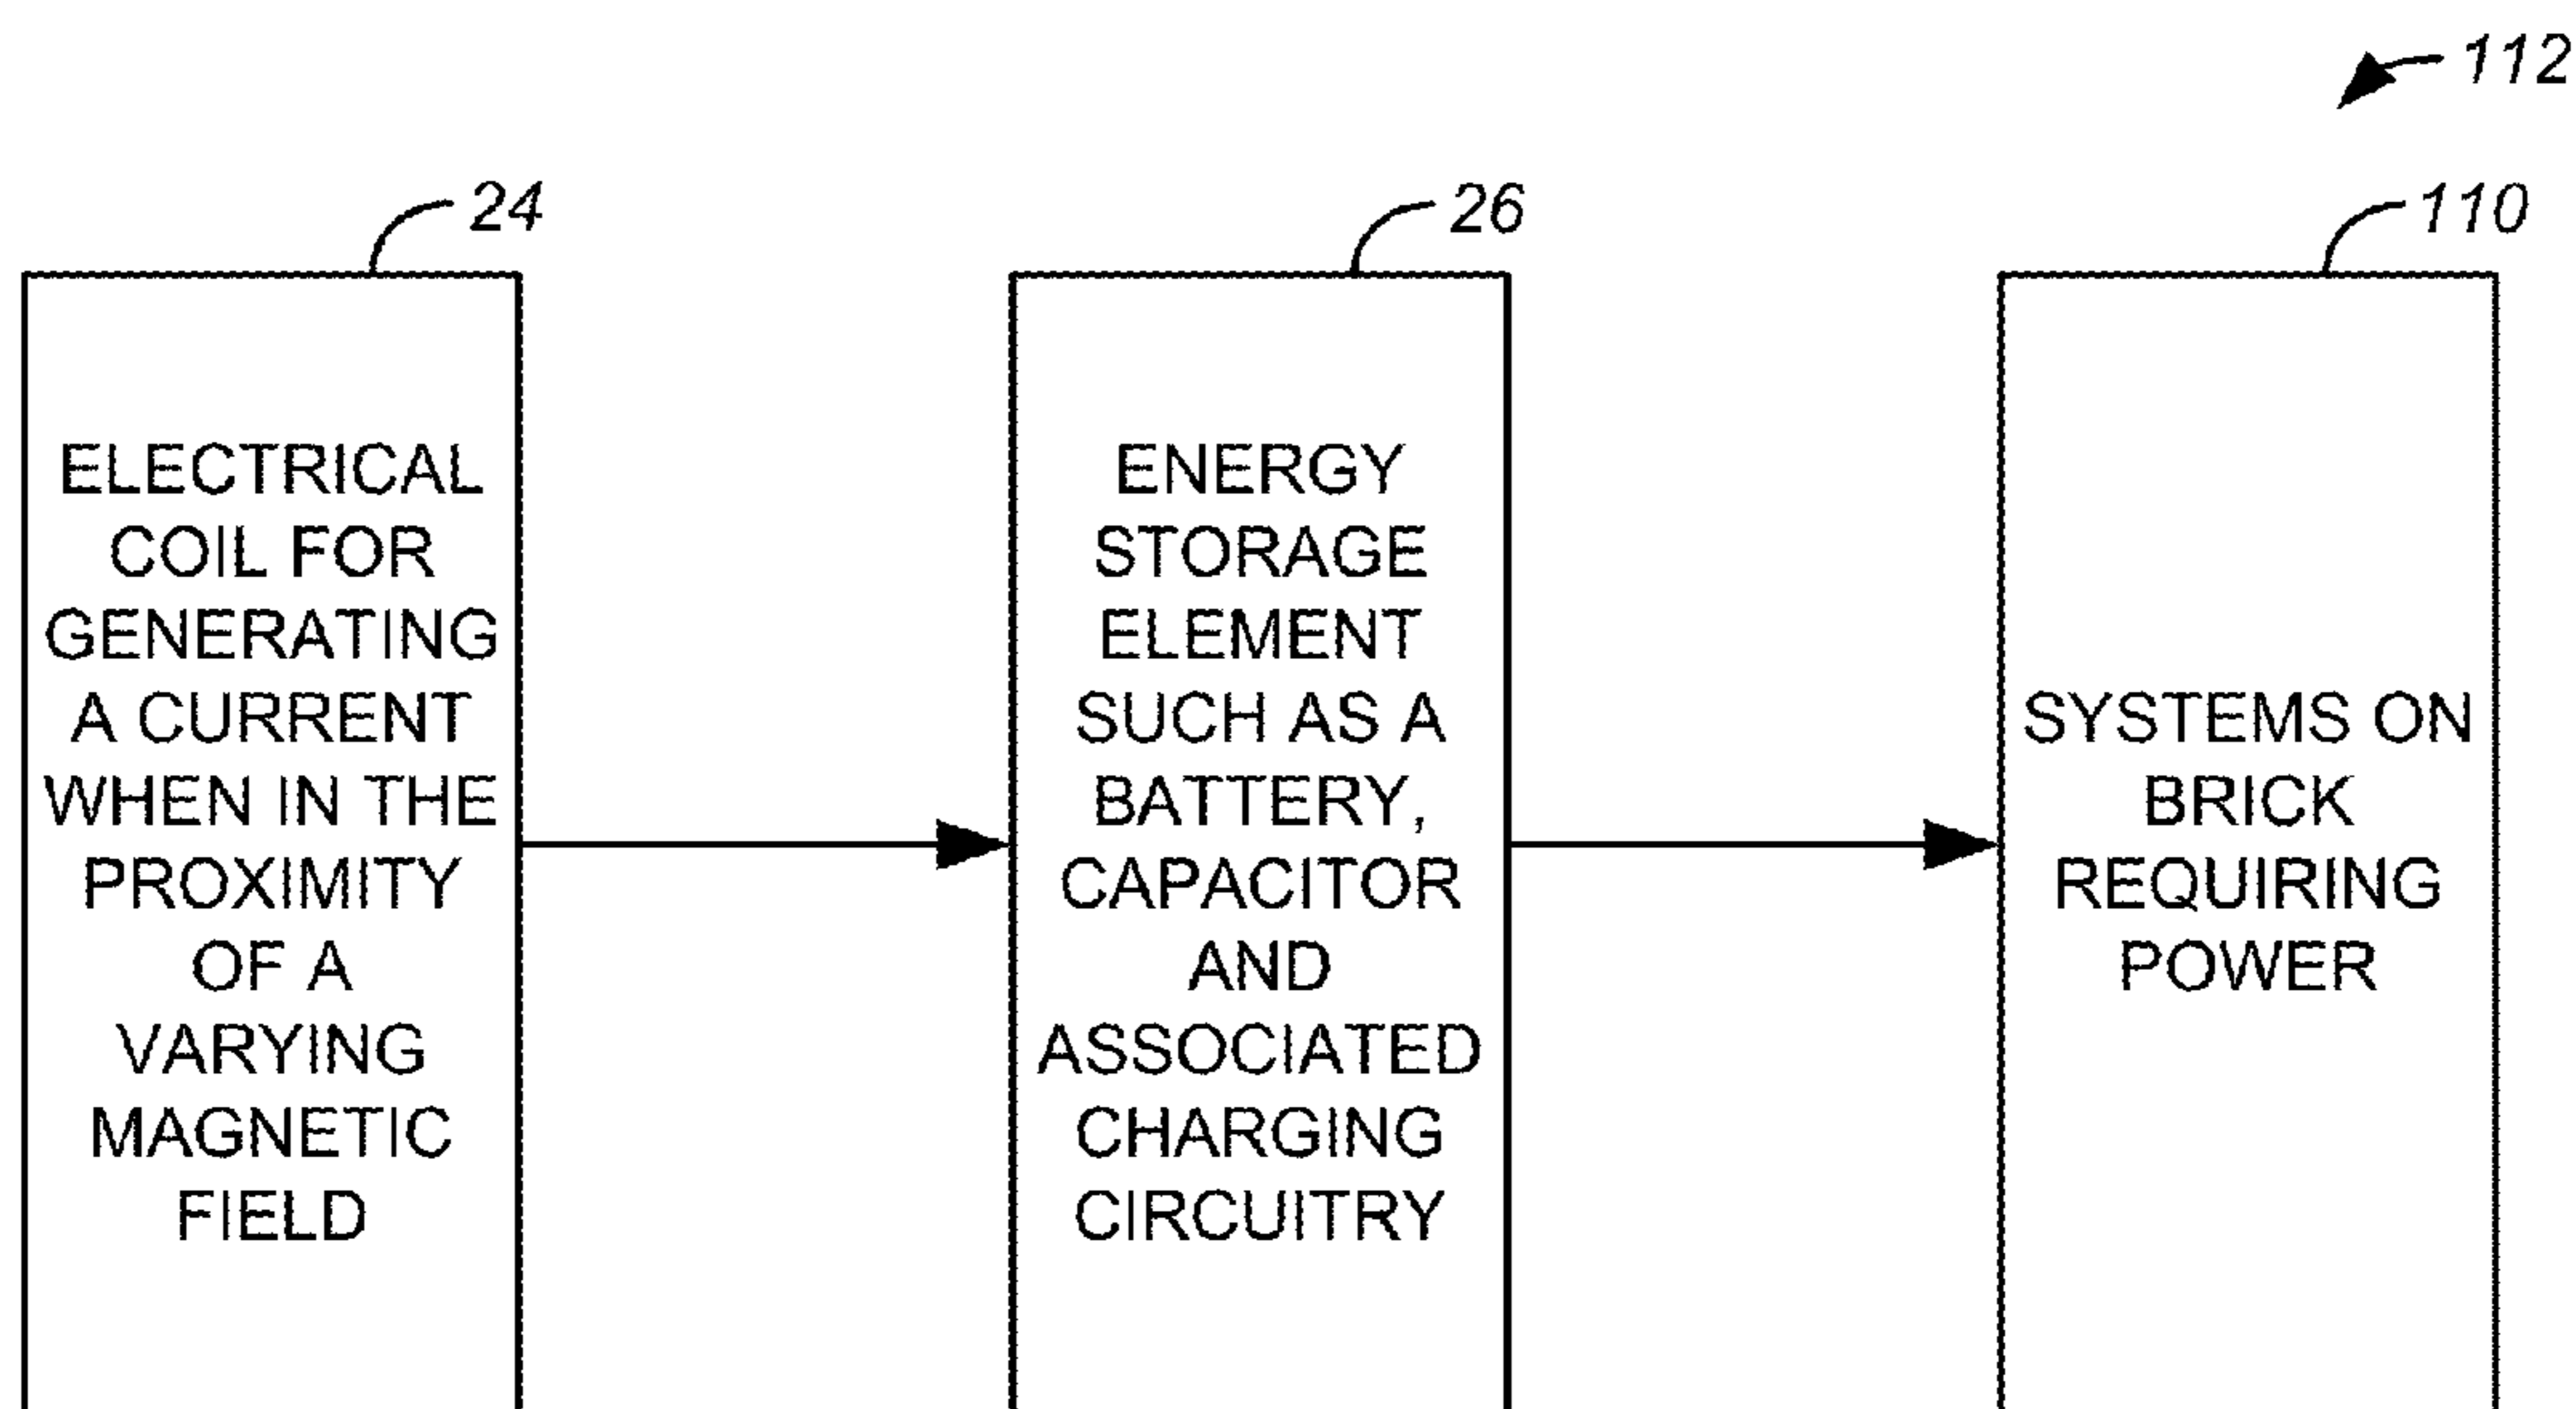 112
24
ELECTRICAL
COIL FOR
GENERATING
A CURRENT
WHEN IN THE
PROXIMITY
OF A
VARYING
MAGNETIC
FIELD
26
ENERGY
STORAGE
ELEMENT
SUCH AS A
BATTERY,
CAPACITOR
AND
ASSOCIATED
CHARGING
CIRCUITRY
110
SYSTEMS ON
BRICK
REQUIRING
POWER